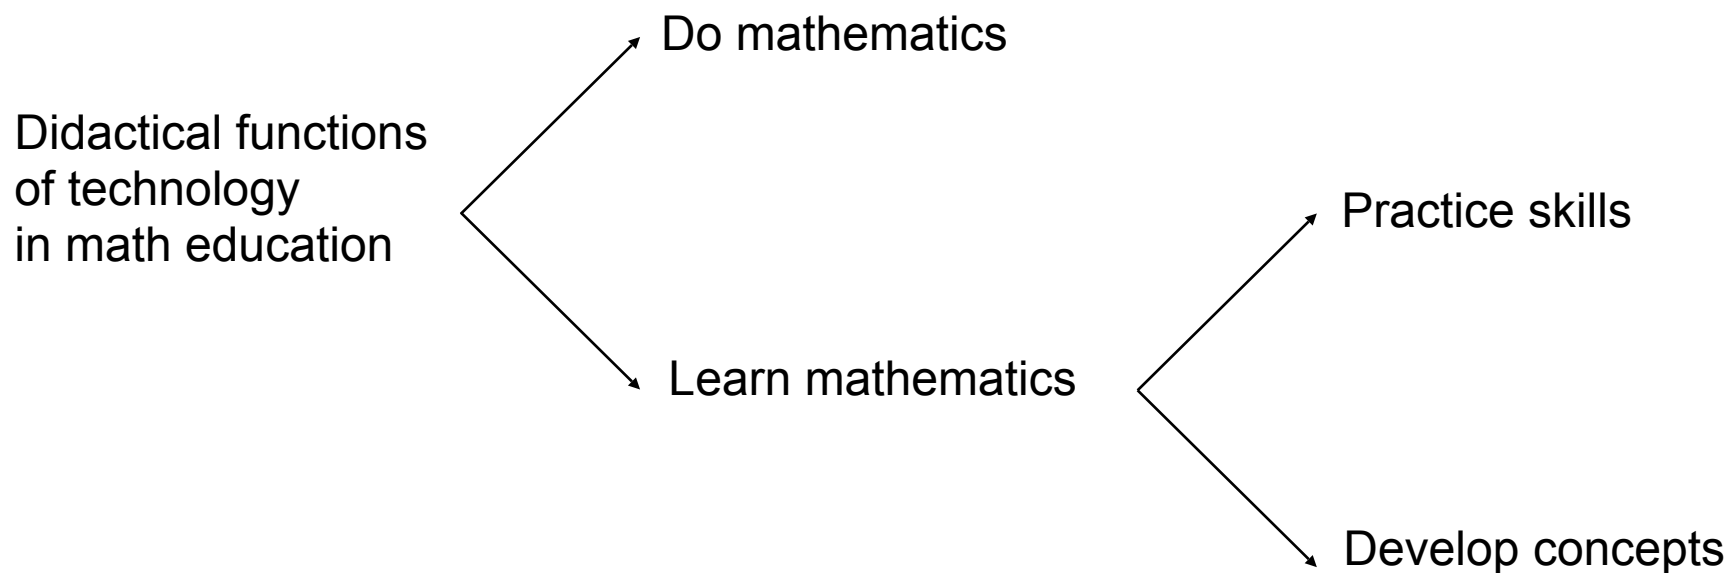 Do mathematics
Didactical functions
of technology
in math education
Practice skills
Learn mathematics
Develop concepts